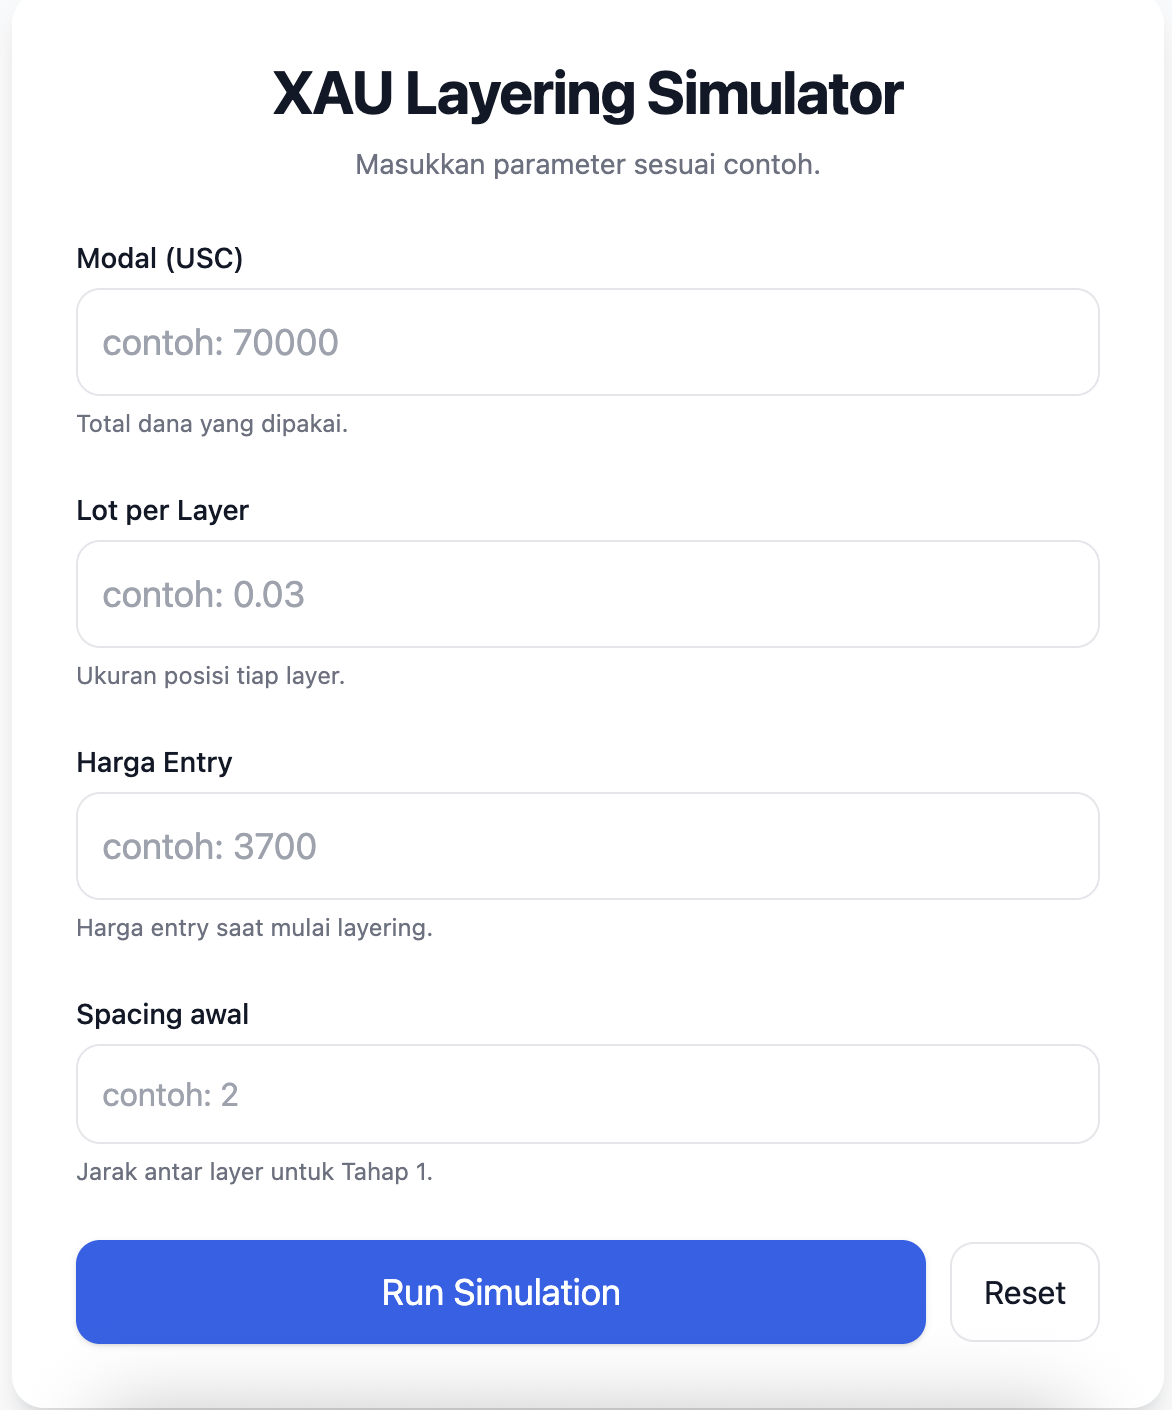 XAU Layering Simulator
Masukkan parameter sesuai contoh.
Modal (USC)
contoh: 70000
Total dana yang dipakai.
Lot per Layer
contoh: 0.03
Ukuran posisi tiap layer.
Harga Entry
contoh: 3700
Harga entry saat mulai layering.
Spacing awal
contoh: 2
Jarak antar layer untuk Tahap 1.
Run Simulation
Reset